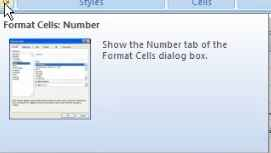 Styles Cells
Format Cells: Number
Show the Number tab of the
Format Cells dialog box.